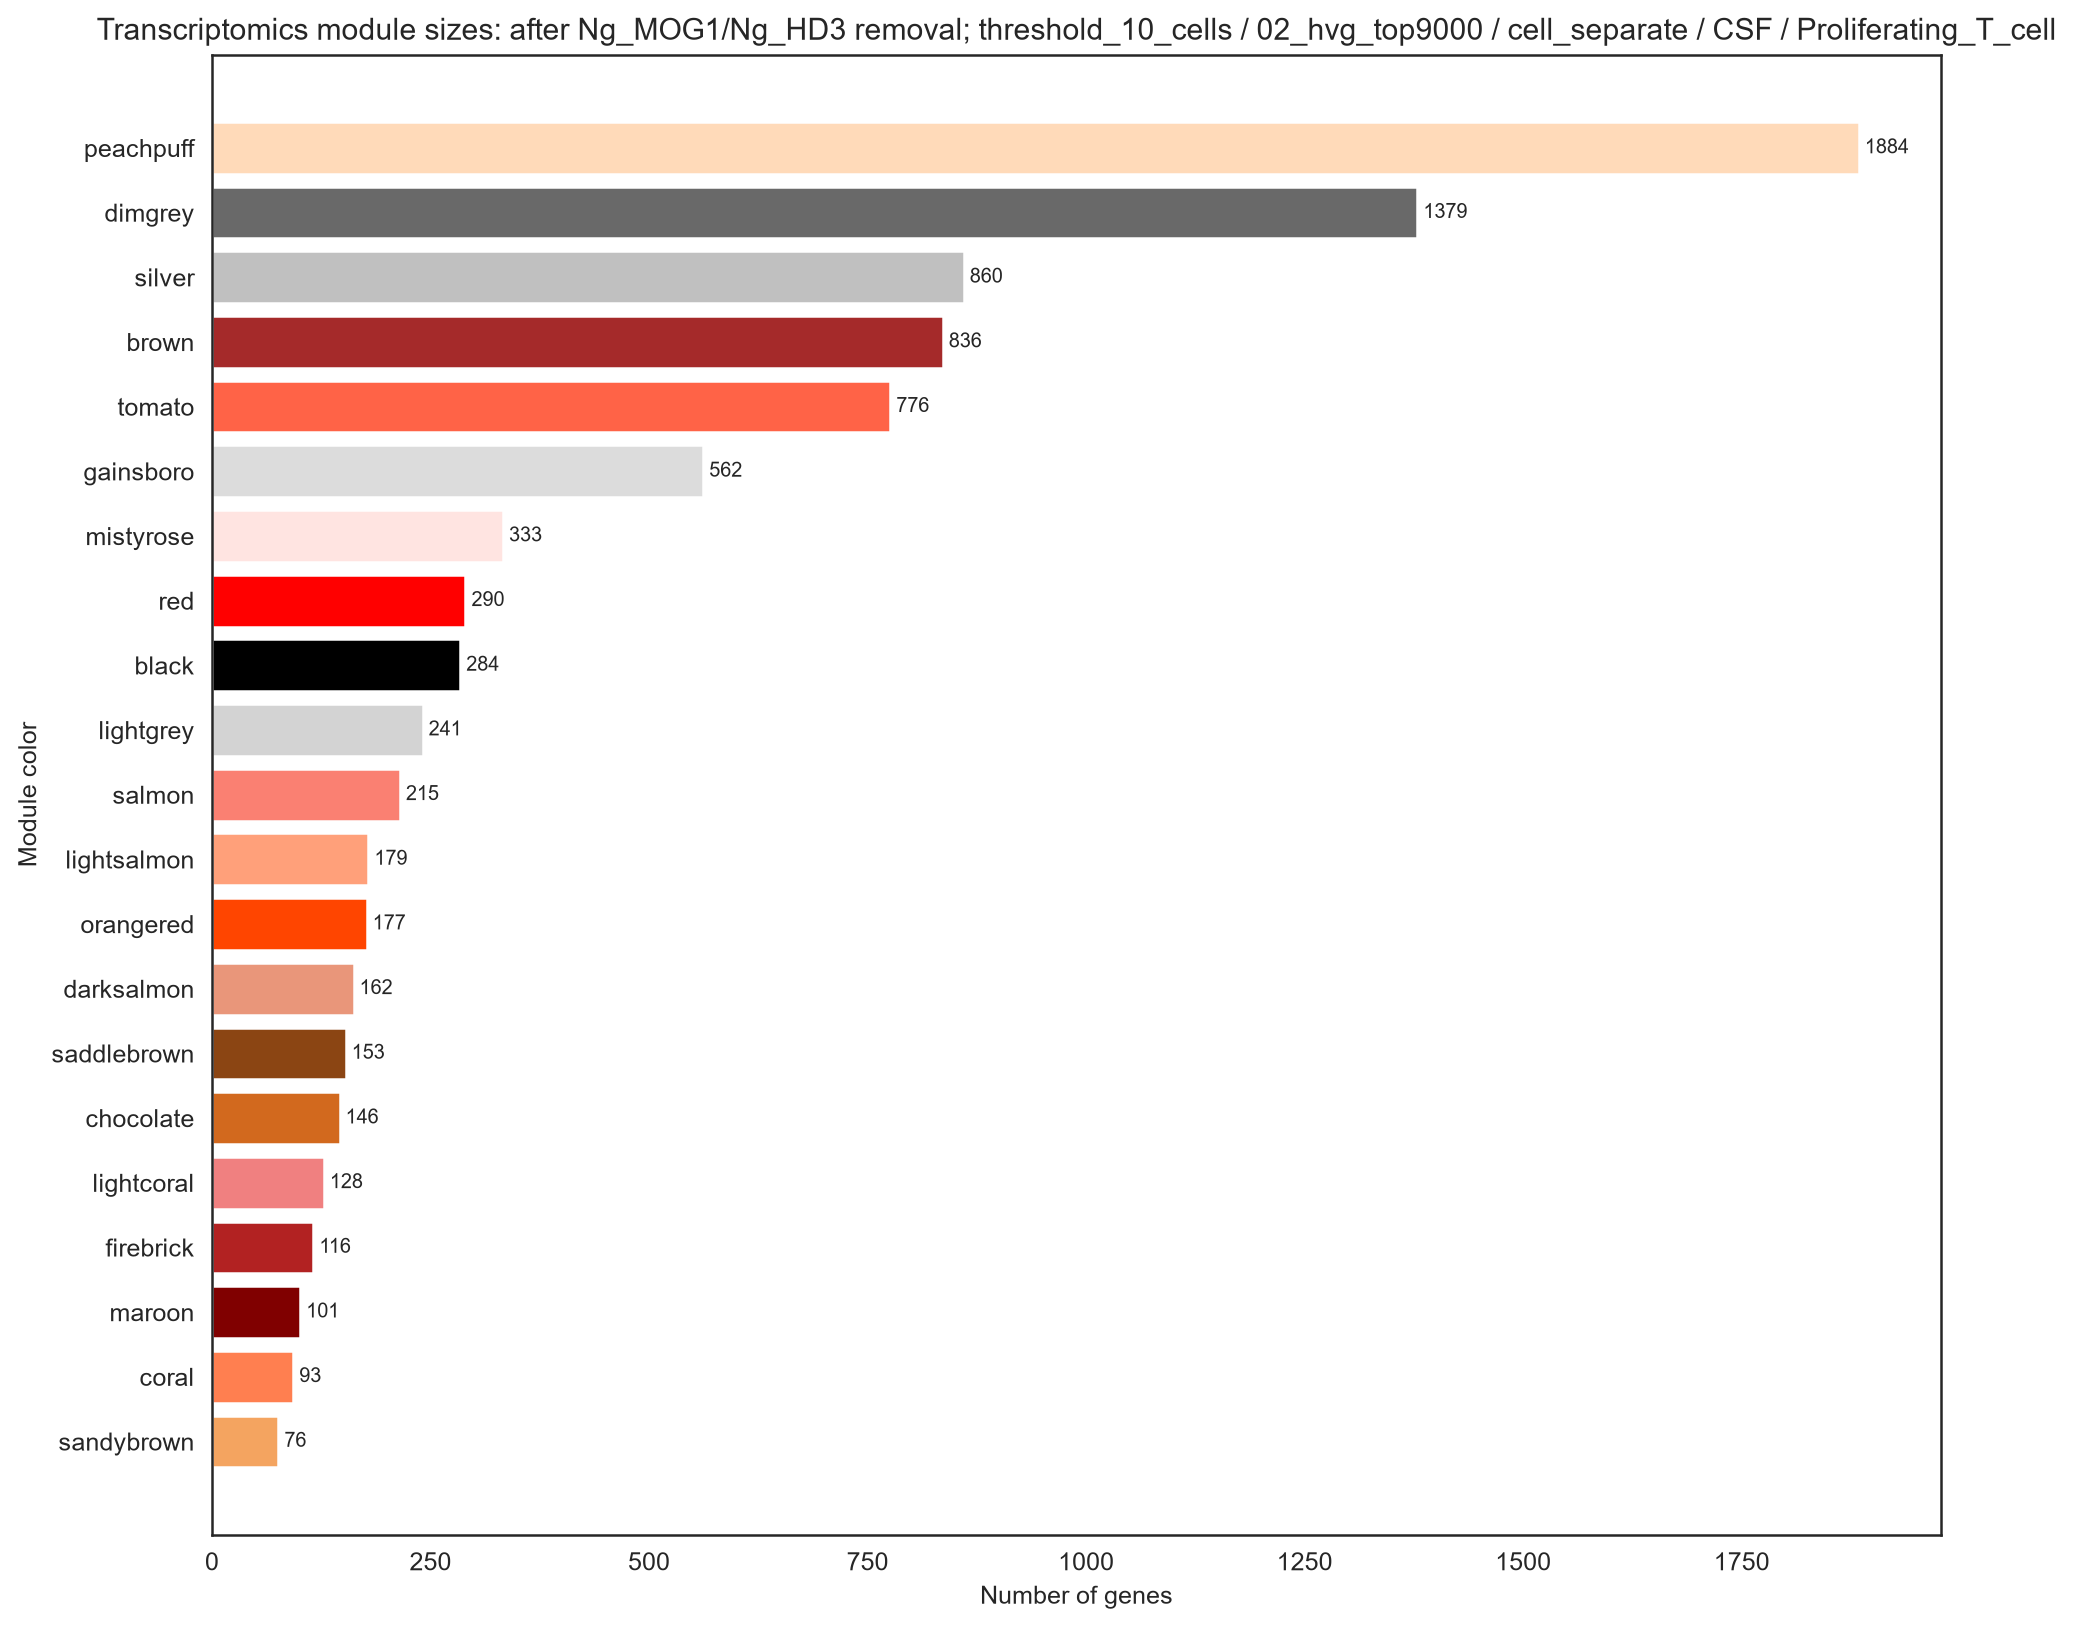 Transcriptomics module sizes: after Ng_MOG1/Ng_HD3 removal; threshold_10_cells / 02_hvg_top9000 / cell_separate / CSF / Proliferating_T_cell
peachpuff 1884
dimgrey 1379
silver 860
brown 836
tomato 776
gainsboro 562
mistyrose 333
red 290
black 284
lightgrey 241
salmon 215
lightsalmon 179
orangered 177
darksalmon 162
saddlebrown 153
chocolate 146
lightcoral 128
firebrick 116
maroon 101
coral 93
sandybrown 76
Module color
0 250 500 750 1000 1250 1500 1750
Number of genes